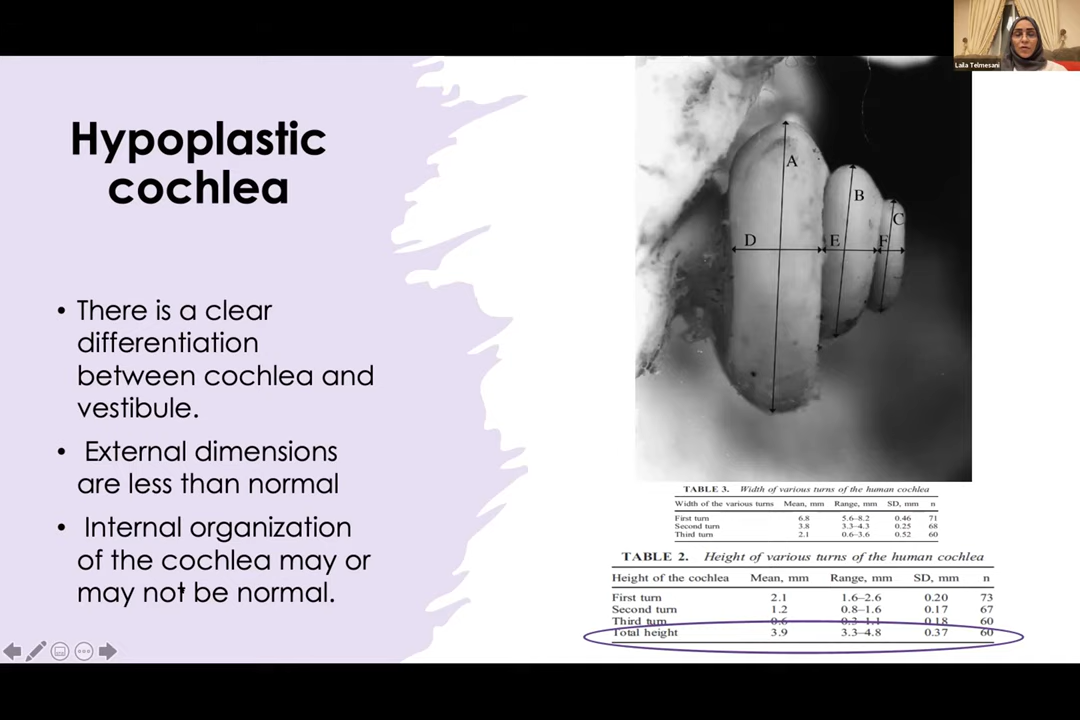 Laila Telmesani
Hypoplastic
cochlea
• There is a clear
differentiation
between cochlea and
vestibule.
• External dimensions
are less than normal
• Internal organization
of the cochlea may or
may not be normal.
A
B
C
D
E
F
TABLE 3. Width of various turns of the human cochlea
Width of the various turns Mean, mm Range, mm SD, mm n
First turn 6.8 5.6–8.2 0.46 71
Second turn 3.8 3.3–4.3 0.25 68
Third turn 2.1 0.6–3.6 0.52 60
TABLE 2. Height of various turns of the human cochlea
Height of the cochlea Mean, mm Range, mm SD, mm n
First turn 2.1 1.6–2.6 0.20 73
Second turn 1.2 0.8–1.6 0.17 67
Third turn 0.6 0.3–1.1 0.18 60
Total height 3.9 3.3–4.8 0.37 60